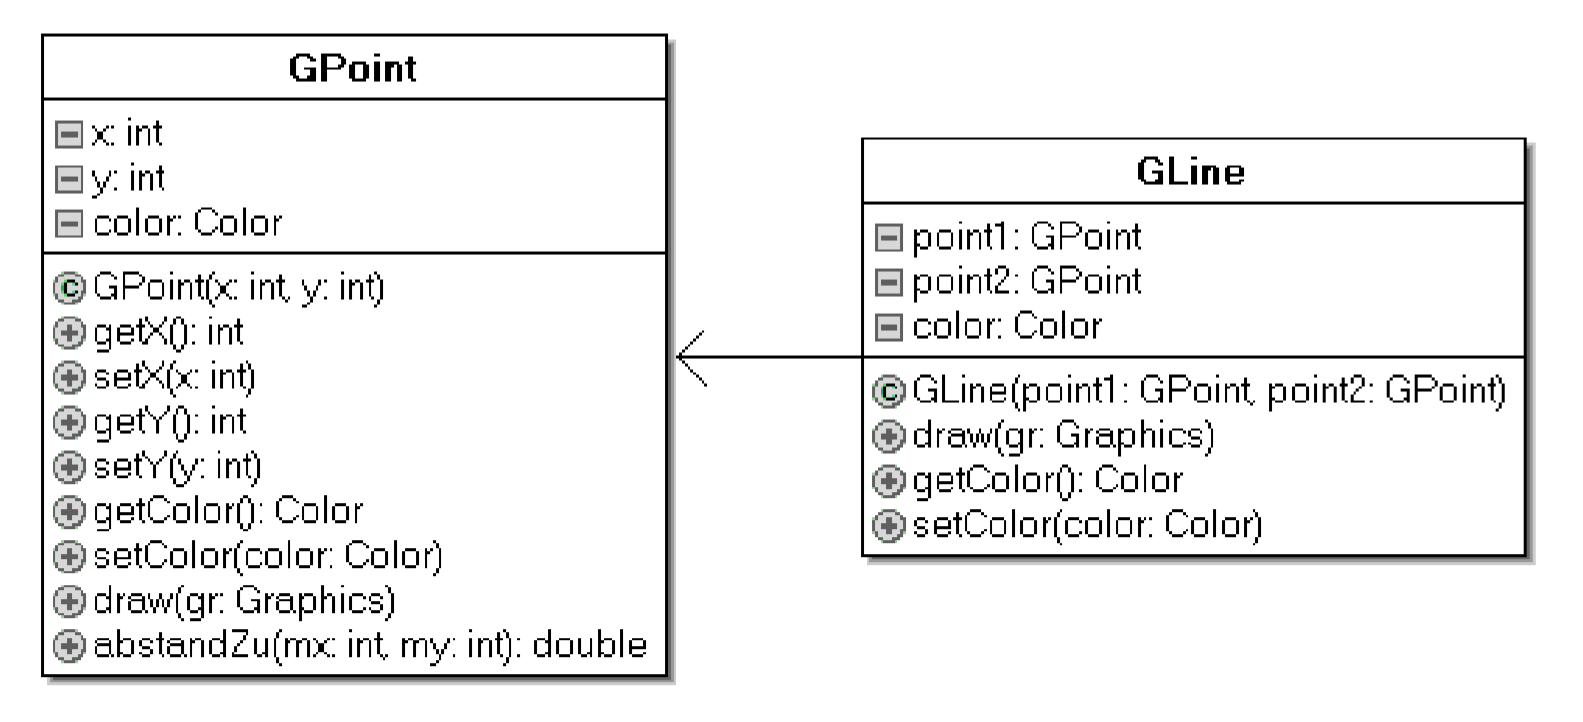 GPoint
x: int
y: int
color: Color
GPoint(x: int, y: int)
getX(): int
setX(x: int)
getY(): int
setY(y: int)
getColor(): Color
setColor(color: Color)
draw(gr: Graphics)
abstandZu(mx: int, my: int): double
GLine
point1: GPoint
point2: GPoint
color: Color
GLine(point1: GPoint, point2: GPoint)
draw(gr: Graphics)
getColor(): Color
setColor(color: Color)